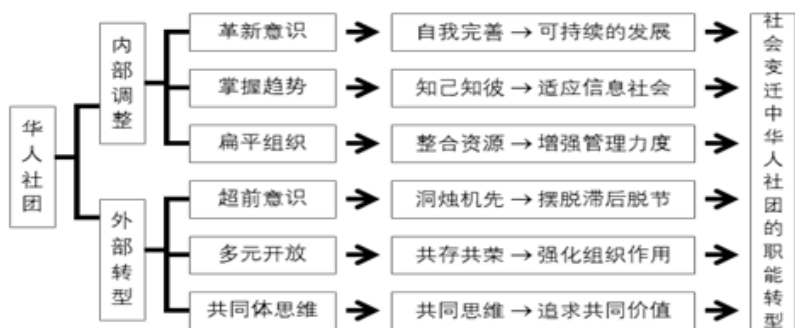 华人社团
内部调整
外部转型
革新意识
自我完善→可持续的发展
掌握趋势
知己知彼→适应信息社会
扁平组织
整合资源→增强管理力度
超前意识
洞烛机先→摆脱滞后脱节
多元开放
共存共荣→强化组织作用
共同体思维
共同思维→追求共同价值
社会变迁中华人社团的职能转型